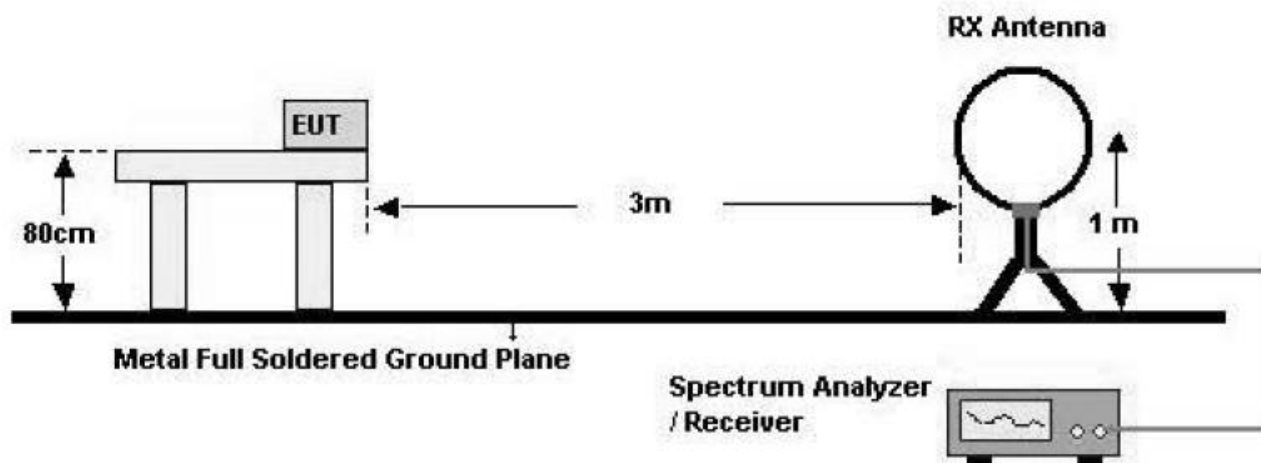 RX Antenna
EUT
3m
80cm
1 m
Metal Full Soldered Ground Plane
Spectrum Analyzer
/ Receiver